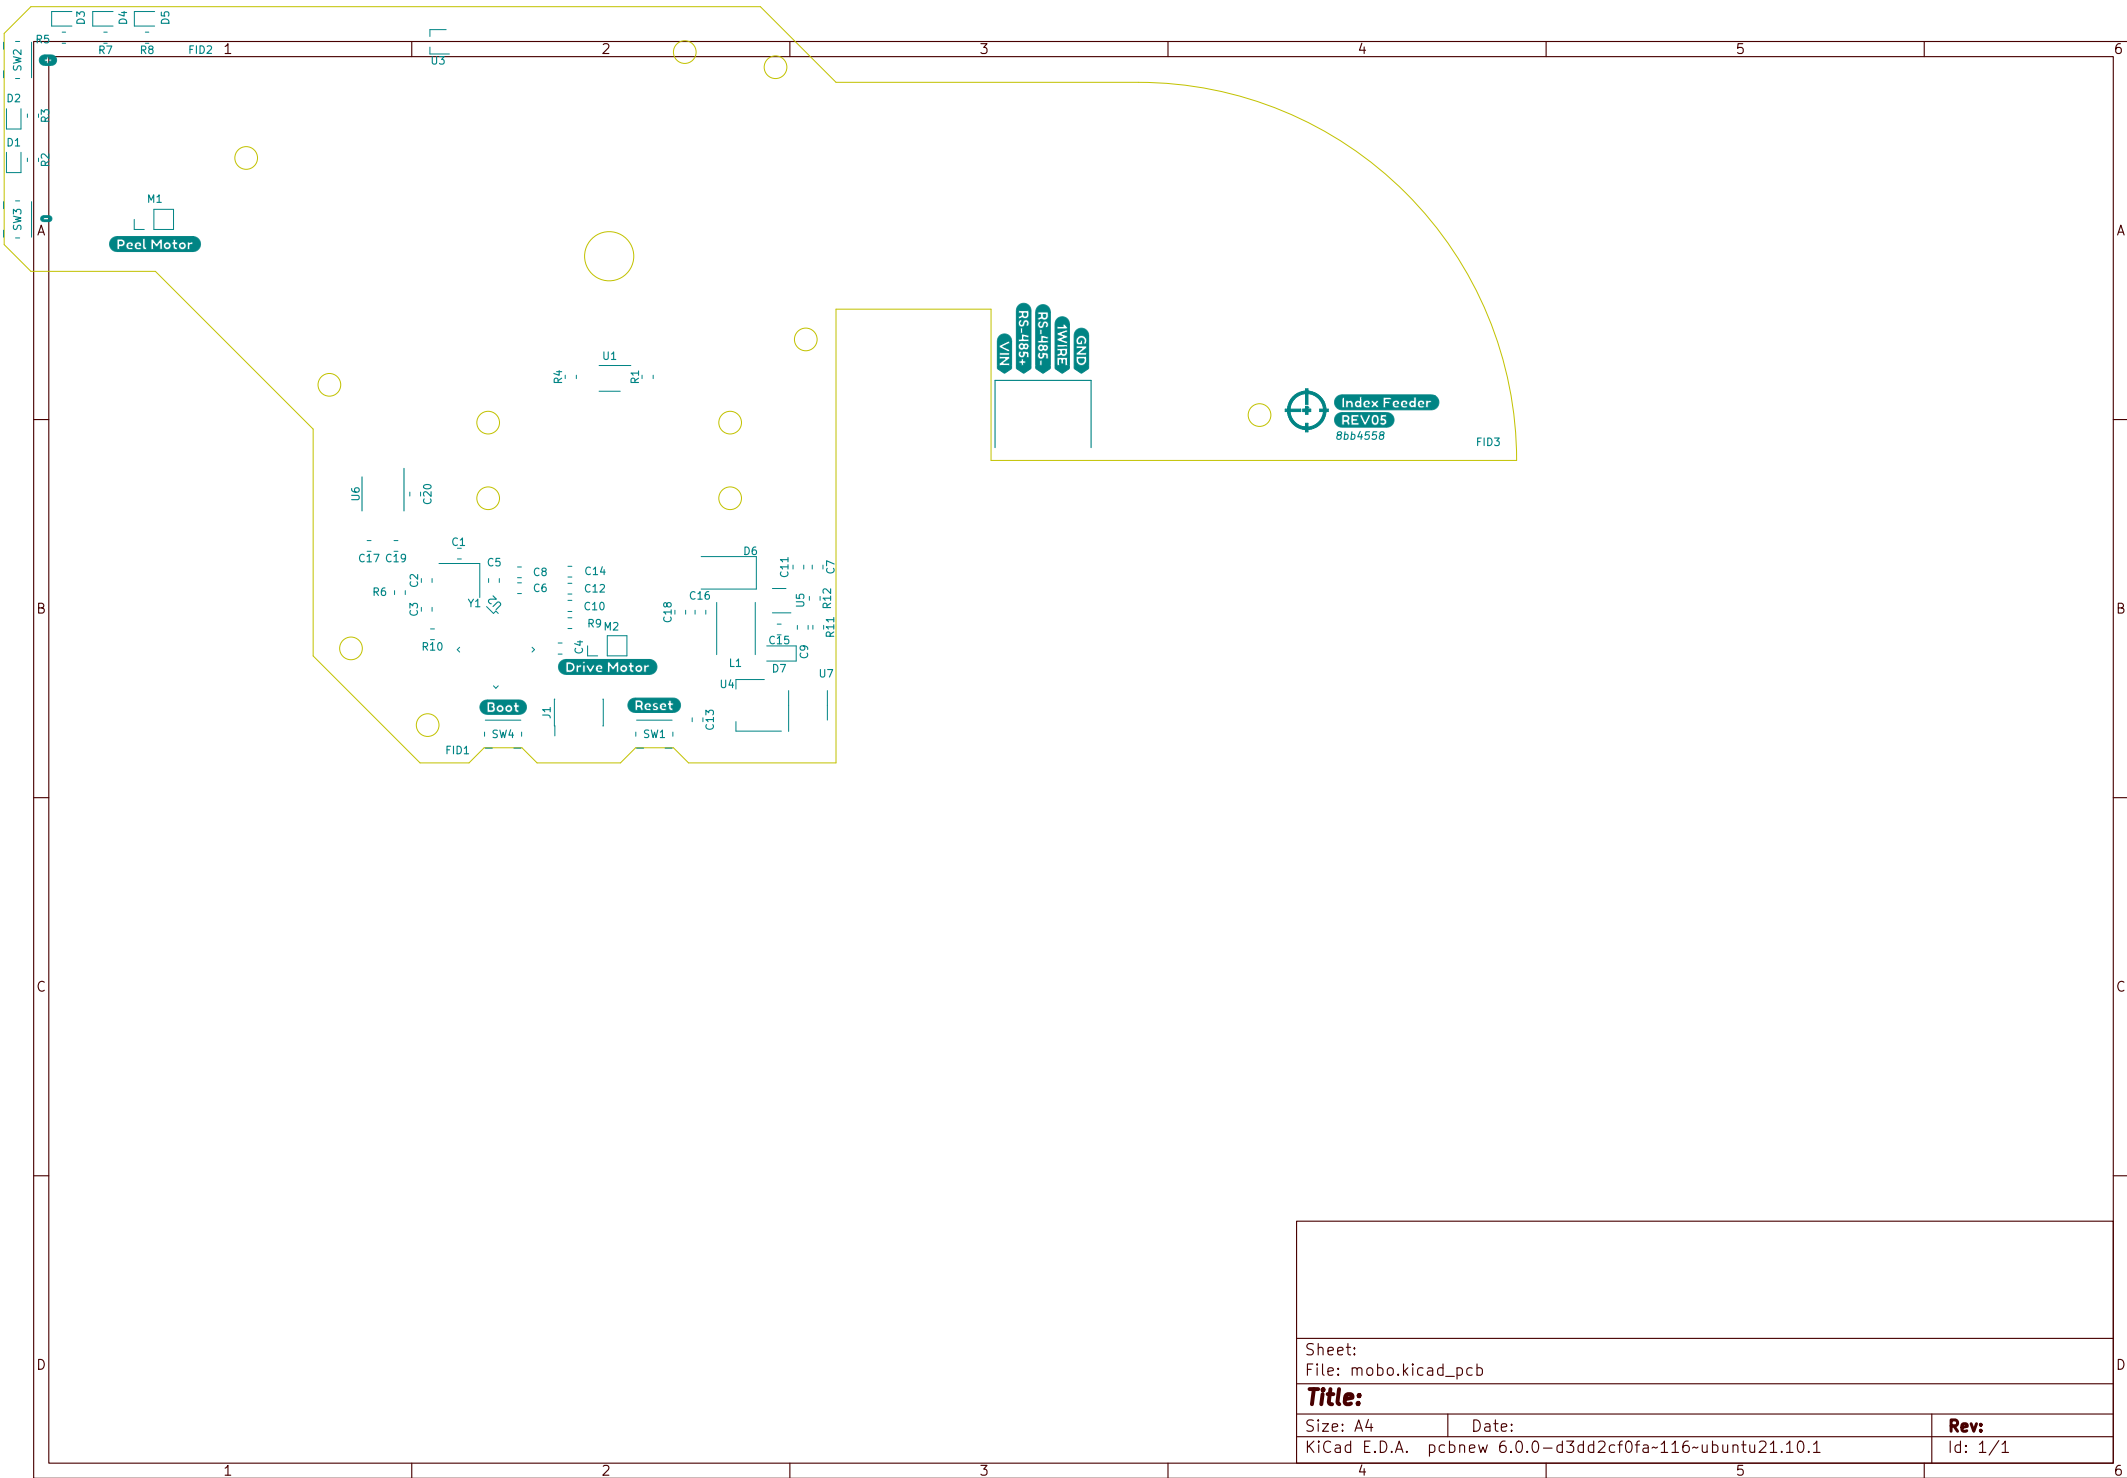 D3
D4
D5
R5
R7
R8
FID2
1
2
3
4
5
6
SW2
+
U3
D2
R3
D1
R2
M1
SW3
A
A
Peel Motor
VIN
RS-485+
RS-485-
1WIRE
GND
U1
R4
R1
Index Feeder
REV05
8bb4558
FID3
U6
C20
C1
C17
C19
C5
C8
C14
D6
C11
C7
C2
R6
C6
C12
C16
U5
R12
C3
Y1
U2
C10
C18
B
B
R9
M2
R11
R10
C4
C15
C9
Drive Motor
L1
D7
U7
U4
Boot
J1
Reset
C13
SW4
SW1
FID1
C
C
Sheet:
File: mobo.kicad_pcb
D
D
Title:
Size: A4
Date:
Rev:
KiCad E.D.A. pcbnew 6.0.0-d3dd2cf0fa~116~ubuntu21.10.1
Id: 1/1
1
2
3
4
5
6